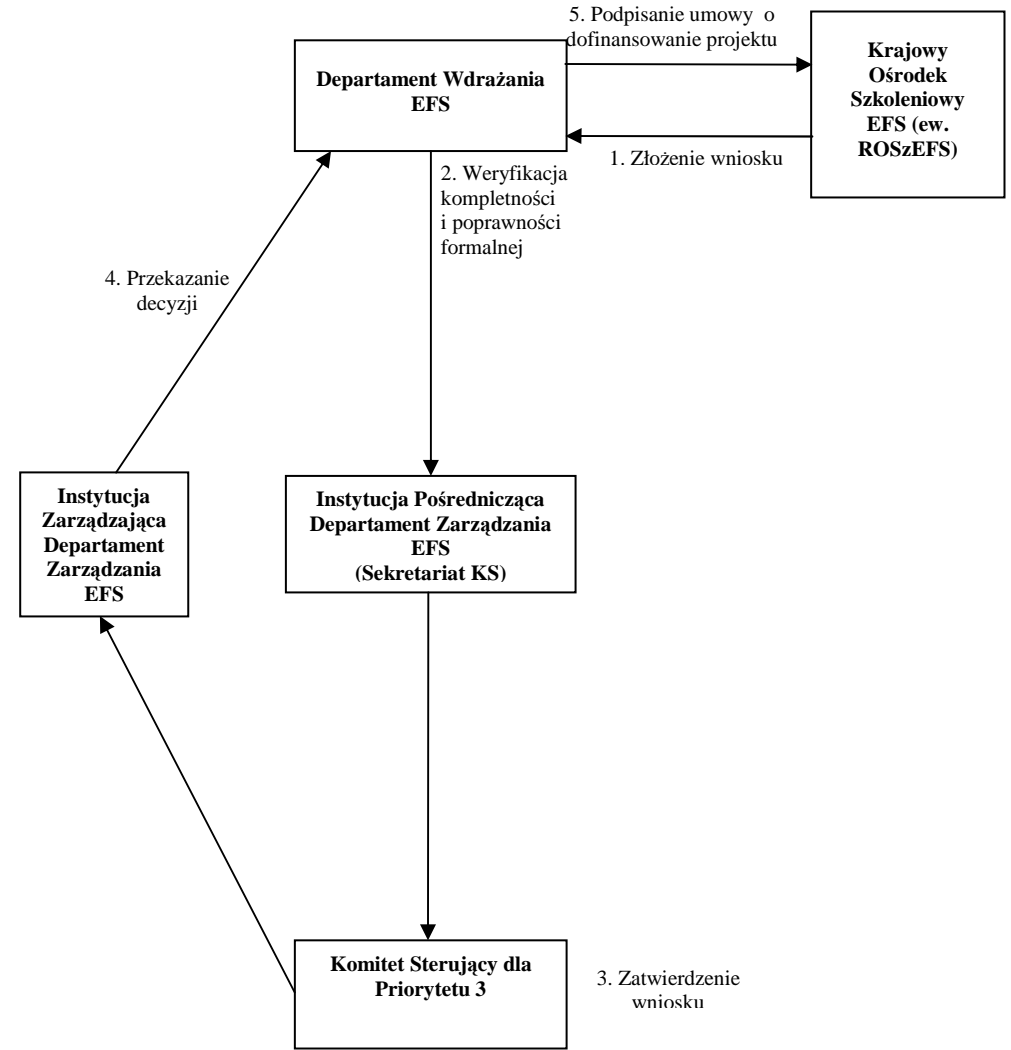 5. Podpisanie umowy o
dofinansowanie projektu
Departament Wdrażania
EFS
Krajowy
Ośrodek
Szkoleniowy
EFS (ew.
ROSzEFS)
1. Złożenie wniosku
2. Weryfikacja
kompletności
i poprawności
formalnej
4. Przekazanie
decyzji
Instytucja
Zarządzająca
Departament
Zarządzania
EFS
Instytucja Pośrednicząca
Departament Zarządzania
EFS
(Sekretariat KS)
Komitet Sterujący dla
Priorytetu 3
3. Zatwierdzenie
wniosku